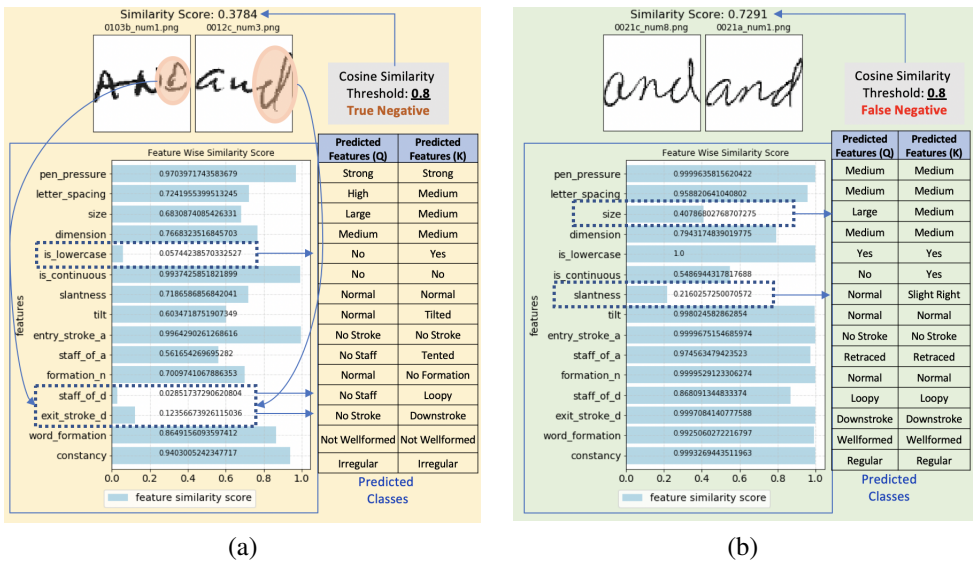 Similarity Score: 0.3784
0103b_num1.png 0012c_num3.png
AND and
Cosine Similarity
Threshold: 0.8
True Negative
Feature Wise Similarity Score
Predicted Features (Q) Predicted Features (K)
pen_pressure 0.9703971743583679 Strong Strong
letter_spacing 0.7241955399513245 High Medium
size 0.6830874085426331 Large Medium
dimension 0.7668323516845703 Medium Medium
is_lowercase 0.05744238570332527 No Yes
is_continuous 0.9937425851821899 No No
slantness 0.7186586856842041 Normal Normal
tilt 0.6034718751907349 Normal Tilted
entry_stroke_a 0.9964290261268616 No Stroke No Stroke
staff_of_a 0.561654269695282 No Staff Tented
formation_n 0.7009741067886353 Normal No Formation
staff_of_d 0.02851737290620804 No Staff Loopy
exit_stroke_d 0.12356673926115036 No Stroke Downstroke
word_formation 0.8649156093597412 Not Wellformed Not Wellformed
constancy 0.9403005242347717 Irregular Irregular
features
0.0 0.2 0.4 0.6 0.8 1.0
feature similarity score
Predicted
Classes
(a)
Similarity Score: 0.7291
0021c_num8.png 0021a_num1.png
and and
Cosine Similarity
Threshold: 0.8
False Negative
Feature Wise Similarity Score
Predicted Features (Q) Predicted Features (K)
pen_pressure 0.9999635815620422 Medium Medium
letter_spacing 0.958820641040802 Medium Medium
size 0.40786802768707275 Large Medium
dimension 0.7943174839019775 Medium Medium
is_lowercase 1.0 Yes Yes
is_continuous 0.5486944317817688 No Yes
slantness 0.2160257250070572 Normal Slight Right
tilt 0.998024582862854 Normal Normal
entry_stroke_a 0.9999675154685974 No Stroke No Stroke
staff_of_a 0.974563479423523 Retraced Retraced
formation_n 0.9999529123306274 Normal Normal
staff_of_d 0.868091344833374 Loopy Loopy
exit_stroke_d 0.9997084140777588 Downstroke Downstroke
word_formation 0.9925060272216797 Wellformed Wellformed
constancy 0.9993269443511963 Regular Regular
features
0.0 0.2 0.4 0.6 0.8 1.0
feature similarity score
Predicted
Classes
(b)